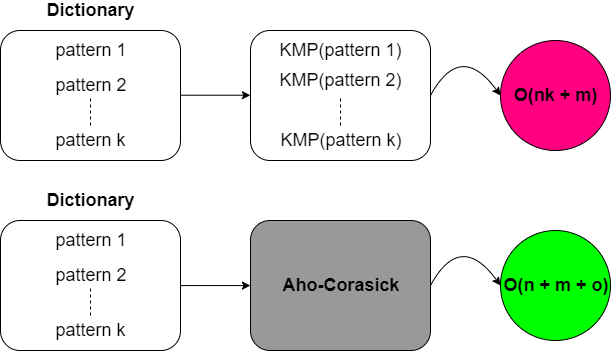 Dictionary
pattern 1
pattern 2
pattern k
KMP(pattern 1)
KMP(pattern 2)
KMP(pattern k)
O(nk + m)
Dictionary
pattern 1
pattern 2
pattern k
Aho-Corasick
O(n + m + o)